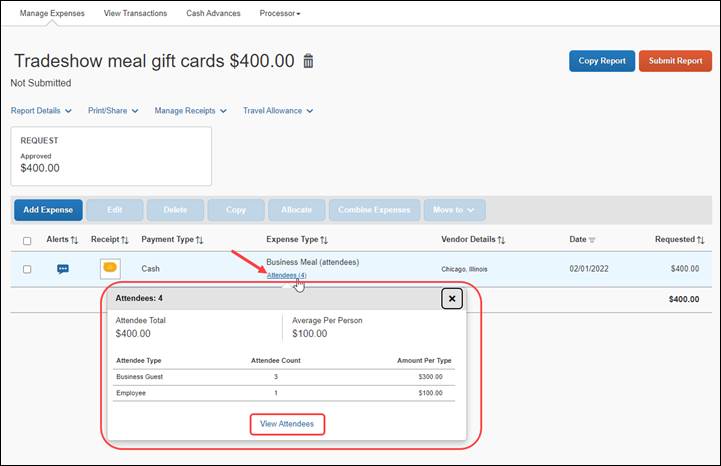 Manage Expenses View Transactions Cash Advances Processor
Tradeshow meal gift cards $400.00
Copy Report Submit Report
Not Submitted
Report Details Print/Share Manage Receipts Travel Allowance
REQUEST
Approved
$400.00
Add Expense Edit Delete Copy Allocate Combine Expenses Move to
Alerts Receipt Payment Type Expense Type Vendor Details Date Requested
Business Meal (attendees)
Cash Attendees (4) Chicago, Illinois 02/01/2022 $400.00
$400.00
Attendees: 4
Attendee Total Average Per Person
$400.00 $100.00
Attendee Type Attendee Count Amount Per Type
Business Guest 3 $300.00
Employee 1 $100.00
View Attendees